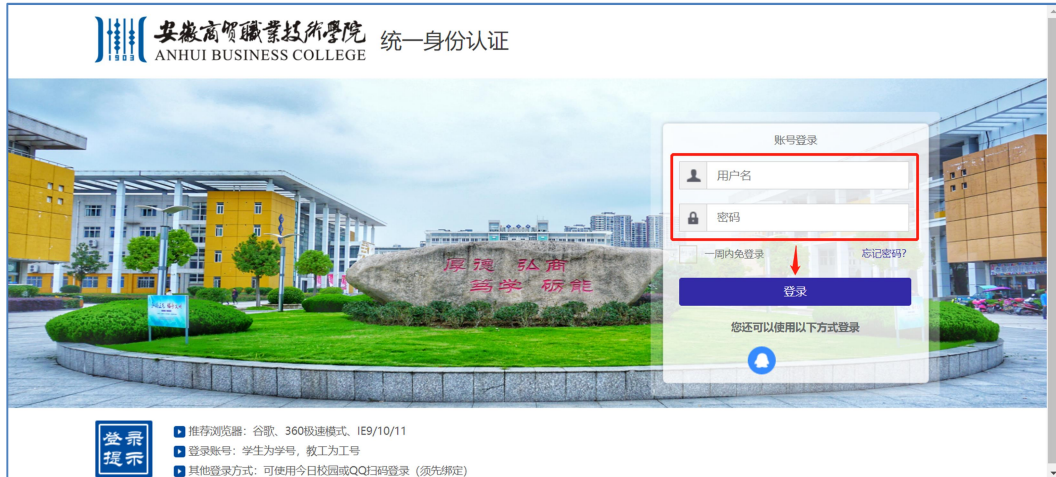 安徽商贸職業技術學院
ANHUI BUSINESS COLLEGE
1903
统一身份认证
账号登录
用户名
密码
一周内免登录
忘记密码?
登录
您还可以使用以下方式登录
厚德 弘商
笃学 砺能
登录
提示
推荐浏览器：谷歌、360极速模式、IE9/10/11
登录账号：学生为学号，教工为工号
其他登录方式：可使用今日校园或QQ扫码登录（须先绑定）